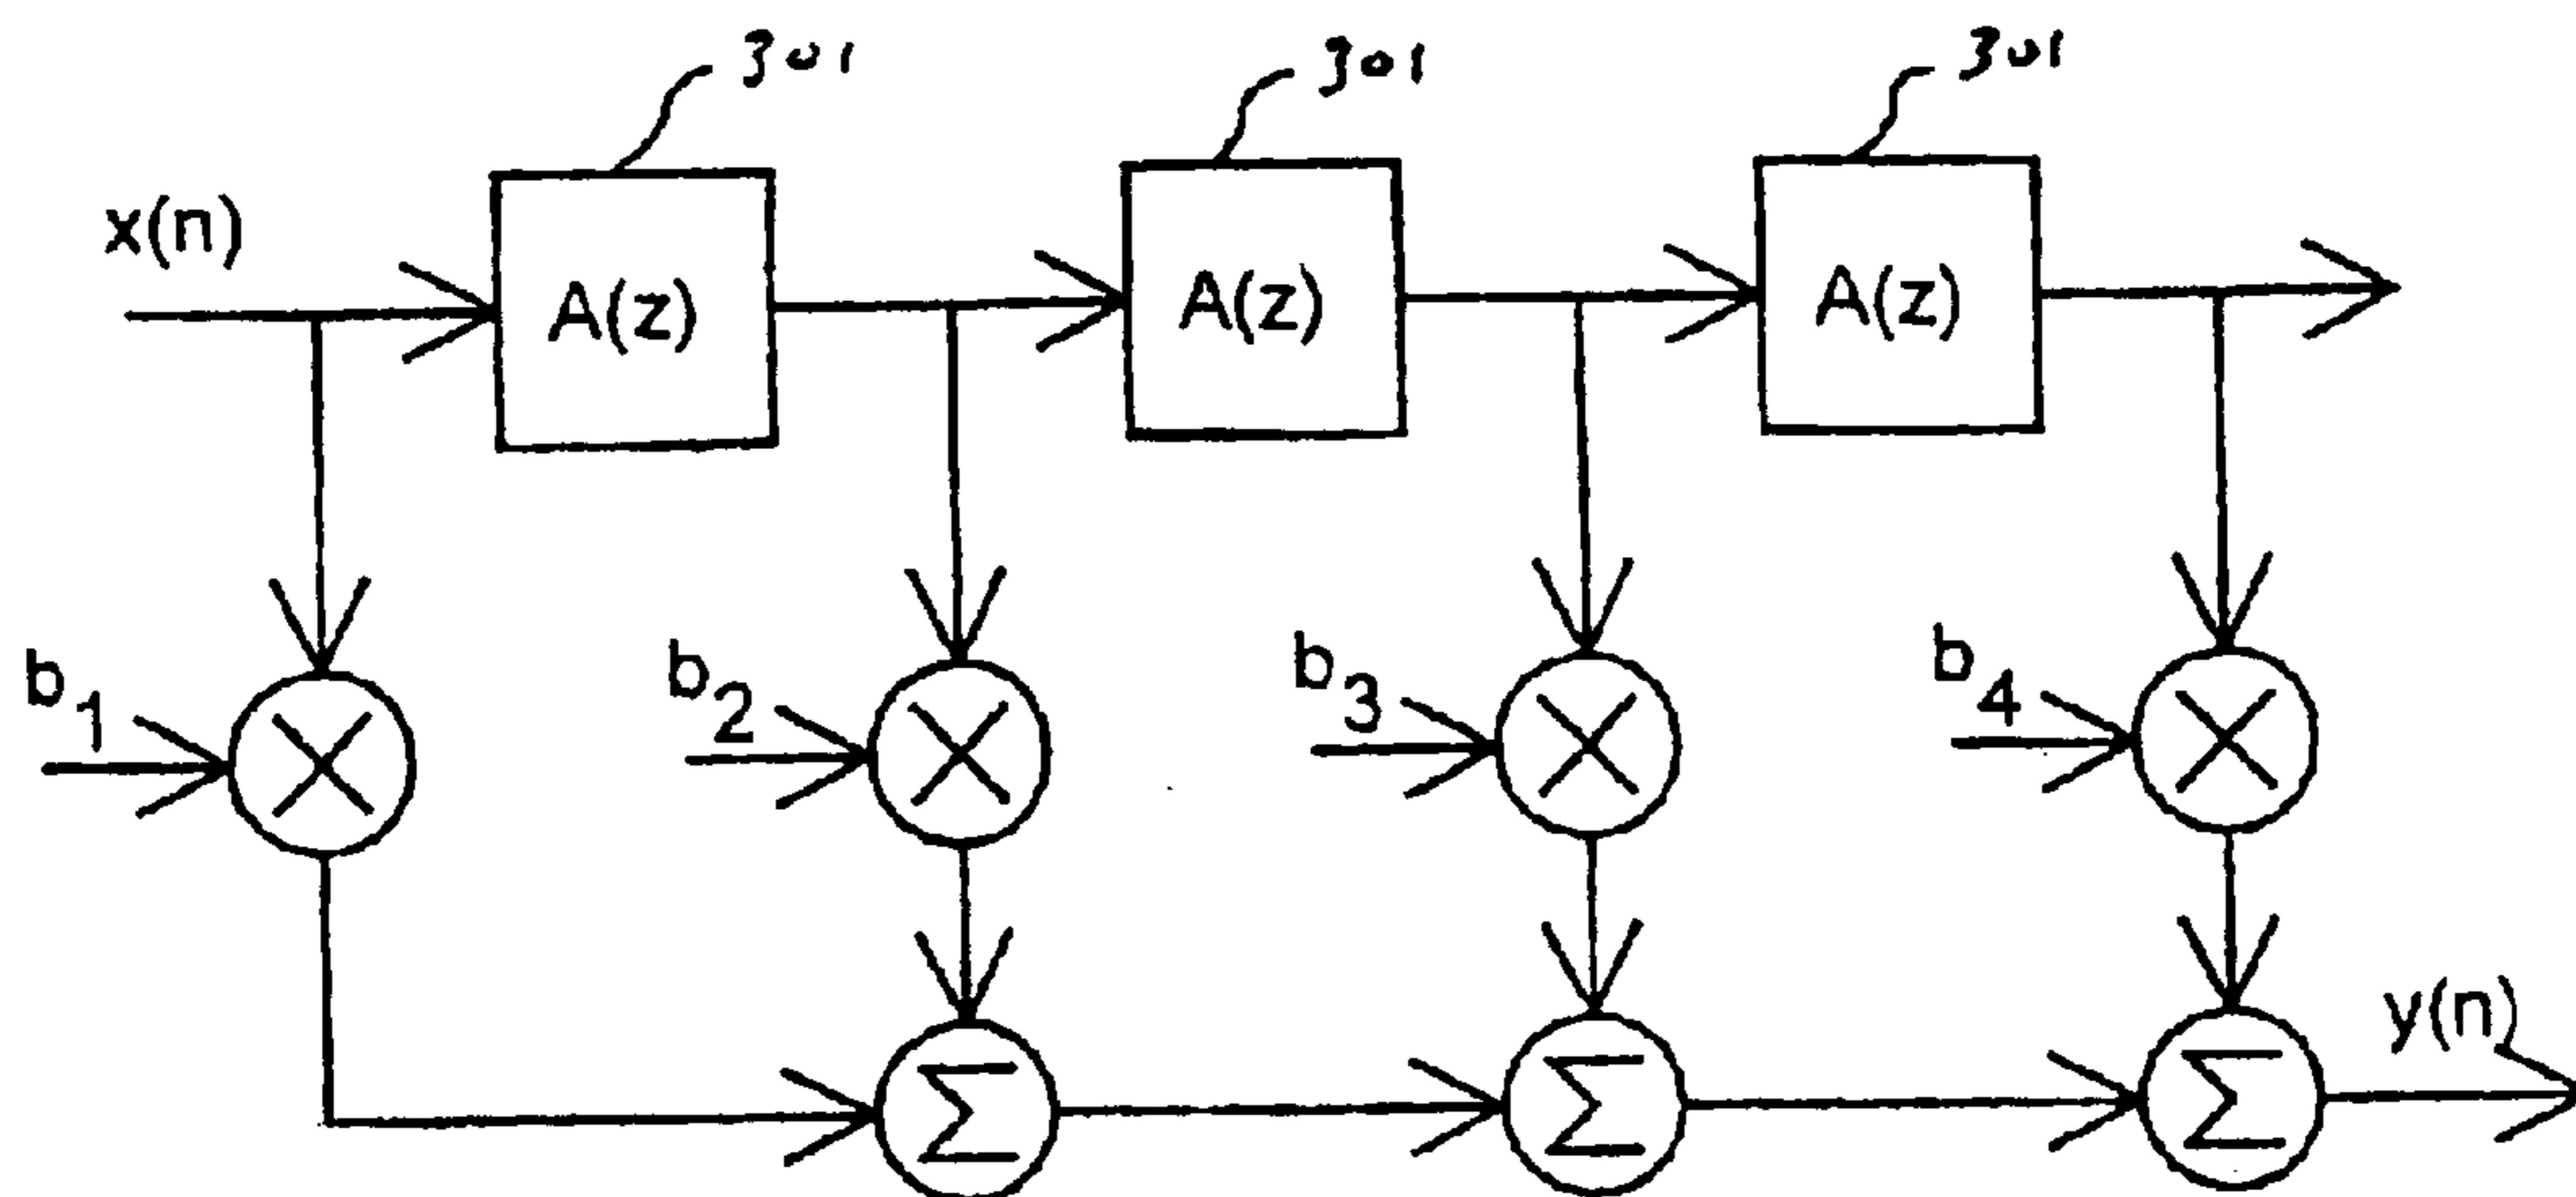 301 301 301
x(n) A(z) A(z) A(z)
b1 b2 b3 b4
Σ Σ Σ y(n)